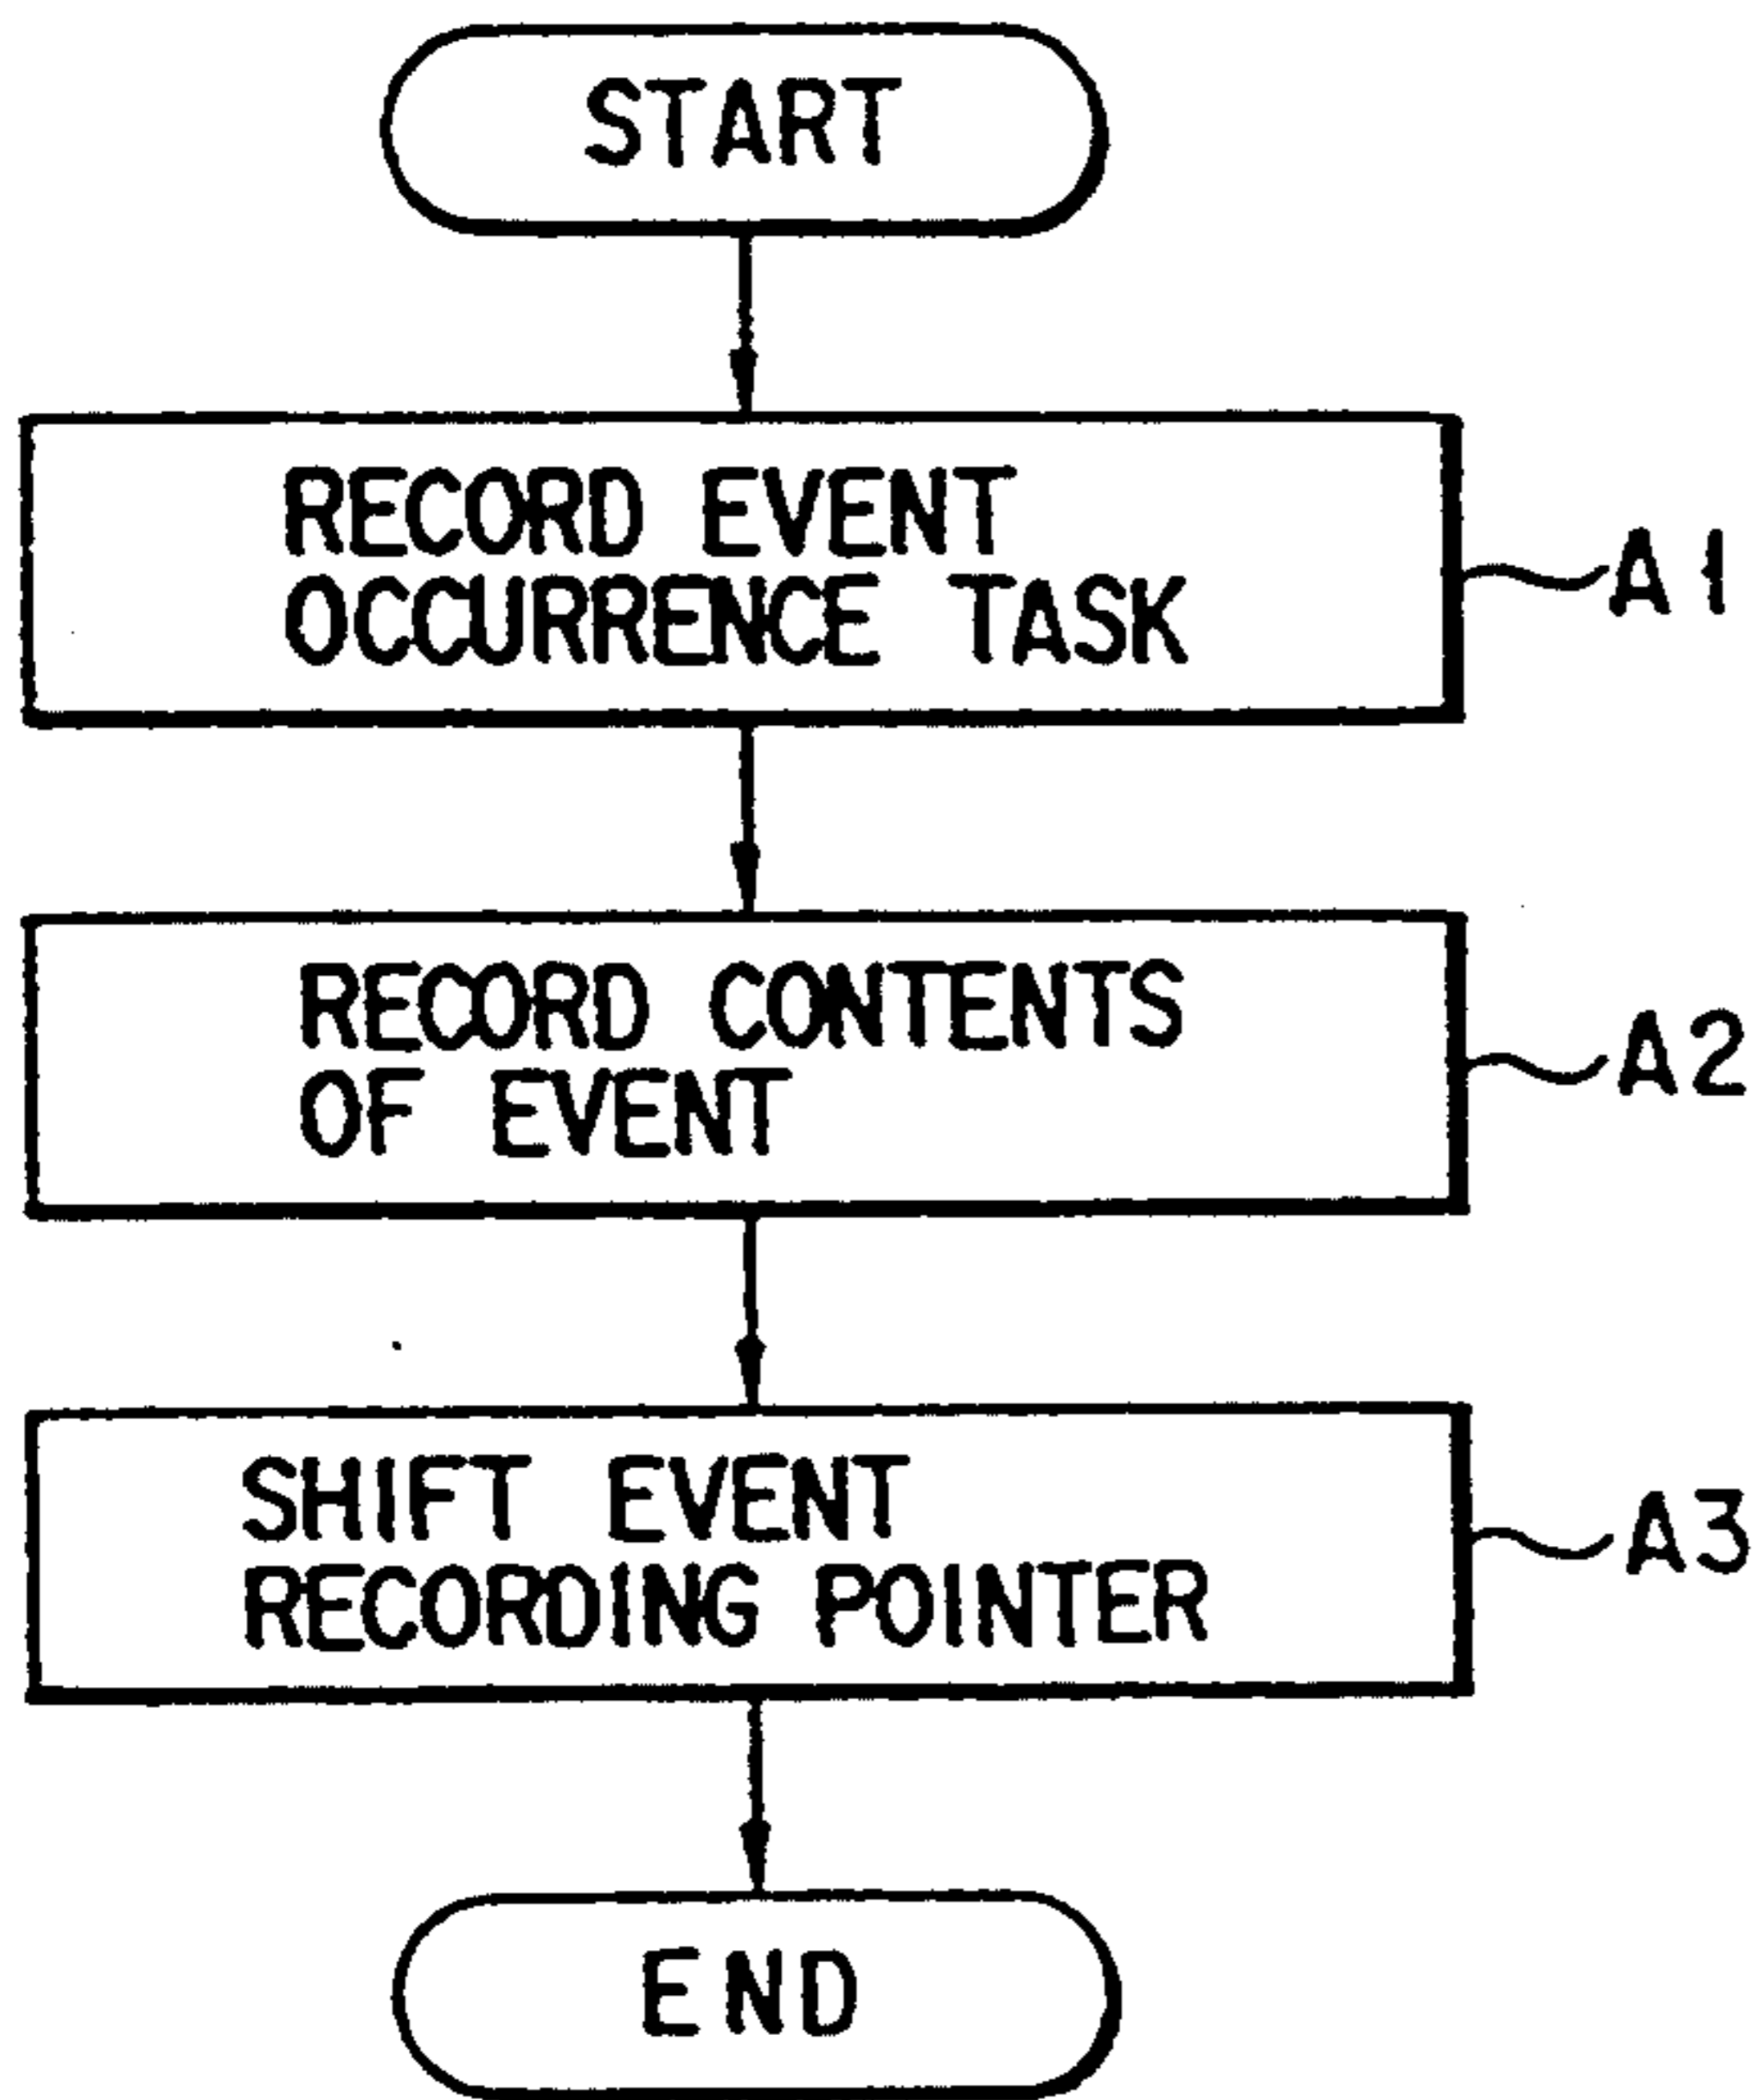 START
RECORD EVENT
OCCURRENCE TASK
A1
RECORD CONTENTS
OF EVENT
A2
SHIFT EVENT
RECORDING POINTER
A3
END